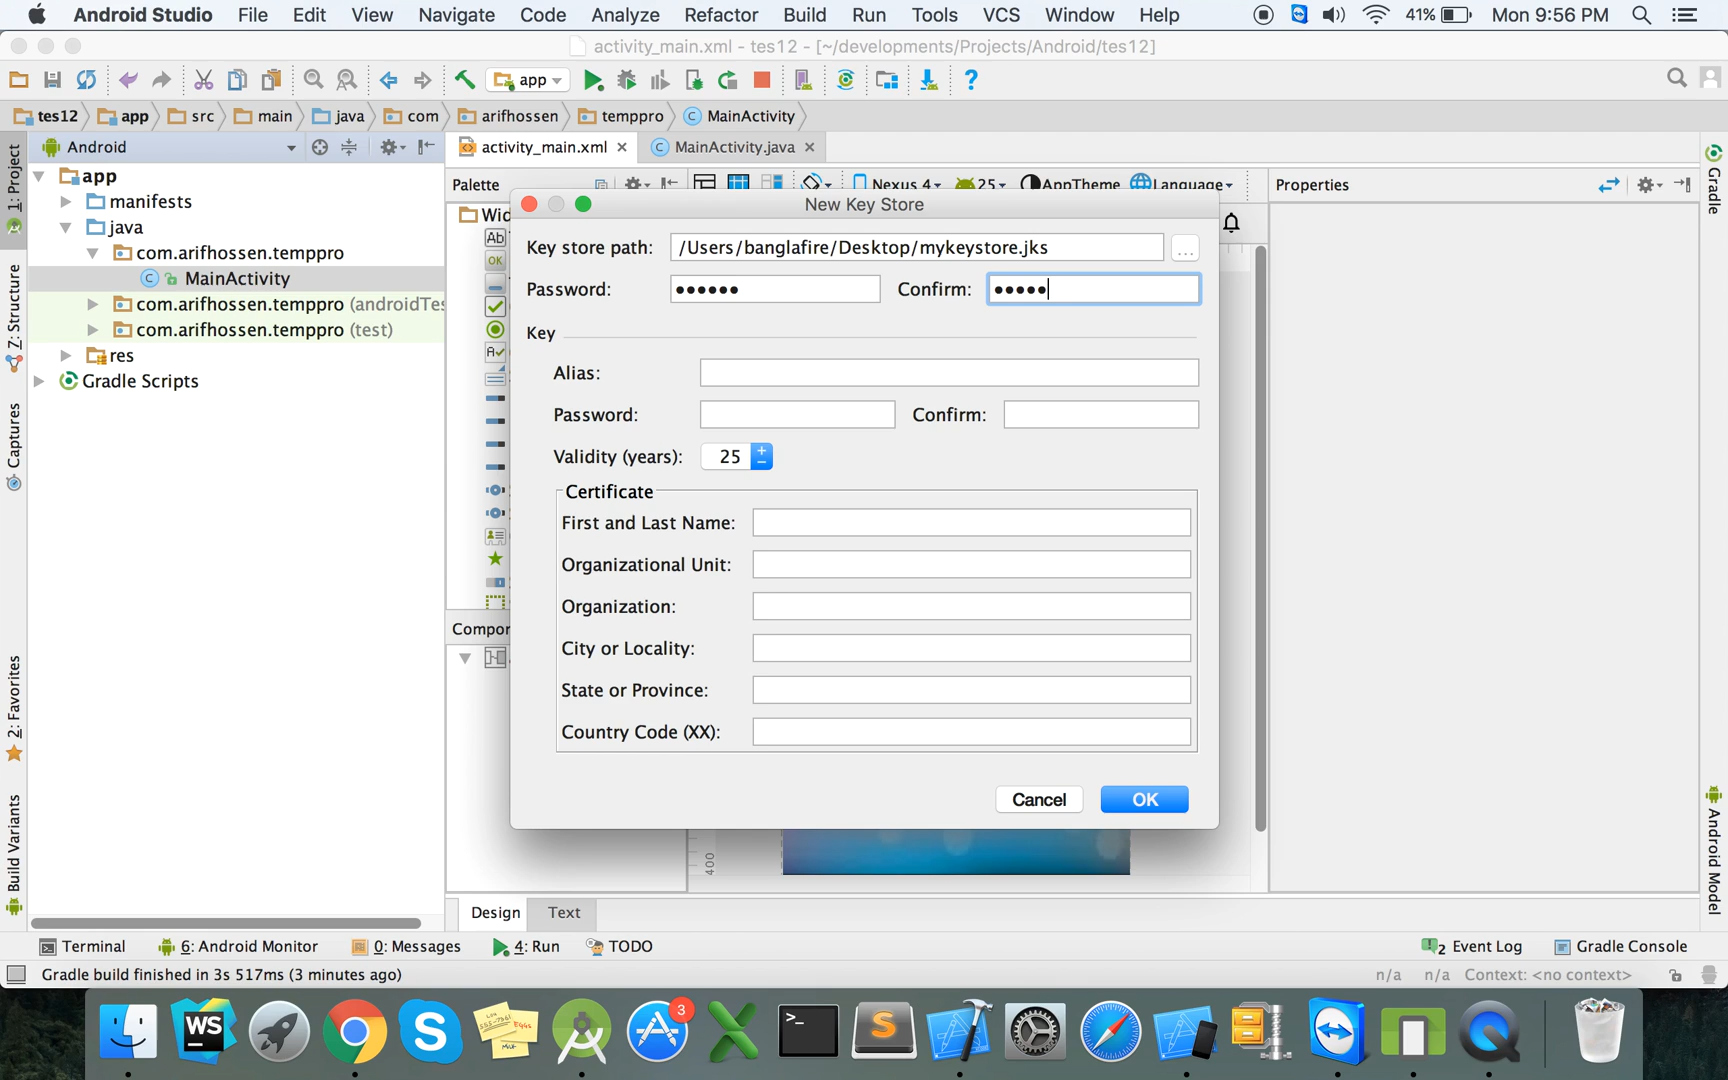 Android Studio File Edit View Navigate Code Analyze Refactor Build Run Tools VCS Window Help 41% Mon 9:56 PM
activity_main.xml - tes12 - [~/developments/Projects/Android/tes12]
app
tes12 app src main java com arifhossen temppro MainActivity
1: Project
Android
activity_main.xml
MainActivity.java
Palette
Nexus 4 25 AppTheme Language
Properties
Gradle
app
manifests
java
com.arifhossen.temppro
MainActivity
com.arifhossen.temppro (androidTes
com.arifhossen.temppro (test)
res
Gradle Scripts
Z: Structure
Captures
2: Favorites
Build Variants
Wid
Ab
OK
Compor
New Key Store
Key store path: /Users/banglafire/Desktop/mykeystore.jks ...
Password: •••••• Confirm: •••••
Key
Alias:
Password: Confirm:
Validity (years): 25
Certificate
First and Last Name:
Organizational Unit:
Organization:
City or Locality:
State or Province:
Country Code (XX):
Cancel OK
400
Android Model
Design Text
Terminal 6: Android Monitor 0: Messages 4: Run TODO 2 Event Log Gradle Console
Gradle build finished in 3s 517ms (3 minutes ago) n/a n/a Context: <no context>
WS
3